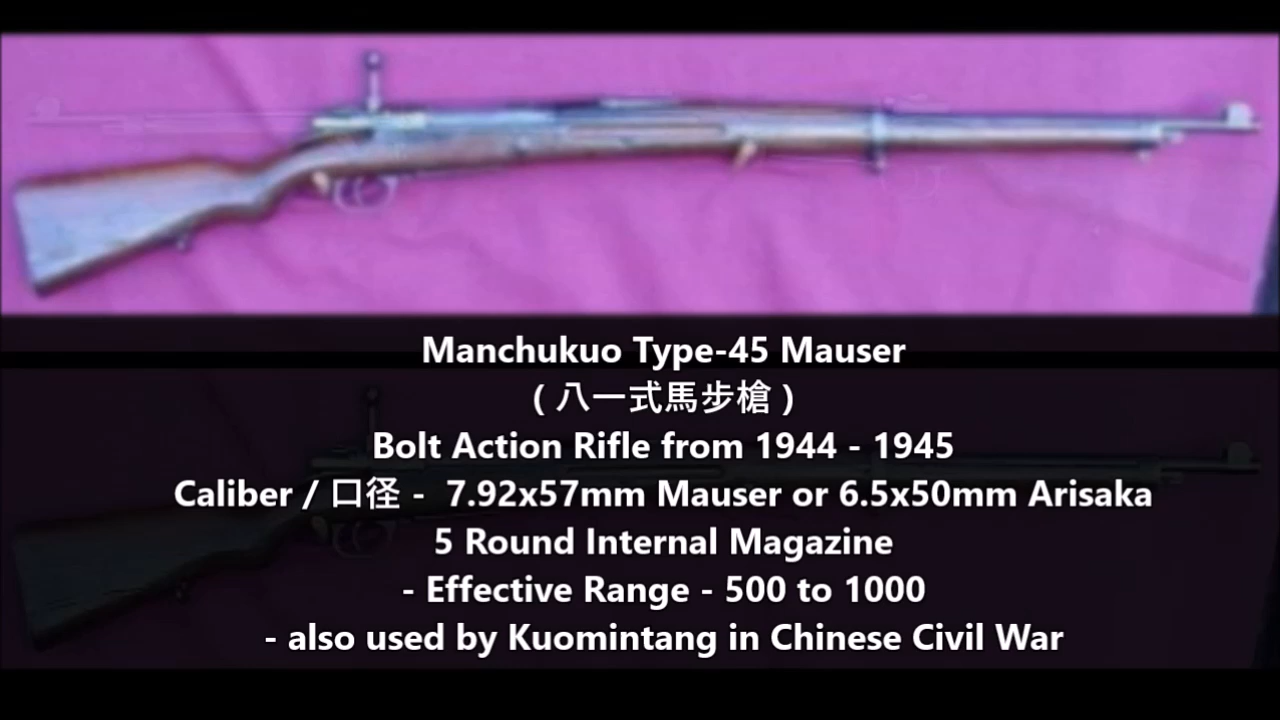 Manchukuo Type-45 Mauser
( 八一式馬步槍 )
Bolt Action Rifle from 1944 - 1945
Caliber / 口径 - 7.92x57mm Mauser or 6.5x50mm Arisaka
5 Round Internal Magazine
- Effective Range - 500 to 1000
- also used by Kuomintang in Chinese Civil War